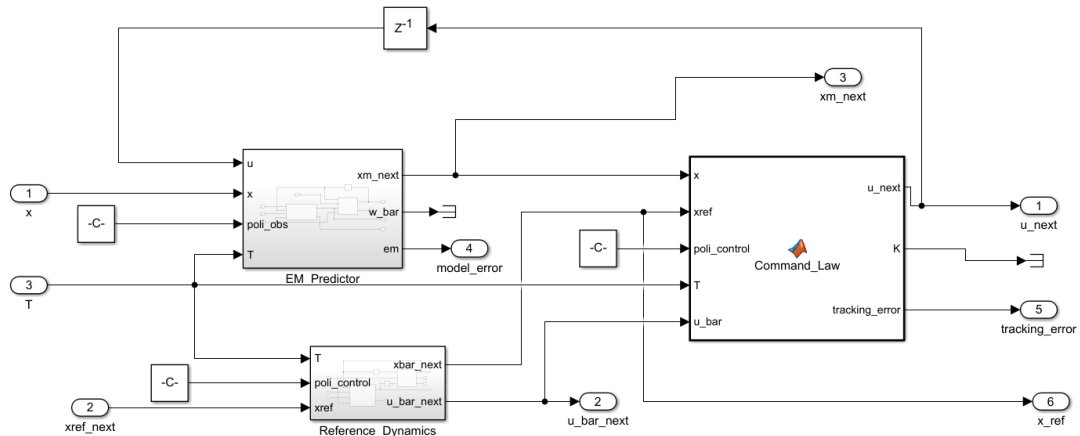 Z-1
3
xm_next
u
x
poli_obs
T
xm_next
w_bar
em
EM_Predictor
1
x
-C-
3
T
4
model_error
-C-
x
xref
poli_control
T
u_bar
u_next
K
tracking_error
Command_Law
1
u_next
5
tracking_error
T
poli_control
xref
xbar_next
u_bar_next
Reference_Dynamics
-C-
2
xref_next
2
u_bar_next
6
x_ref